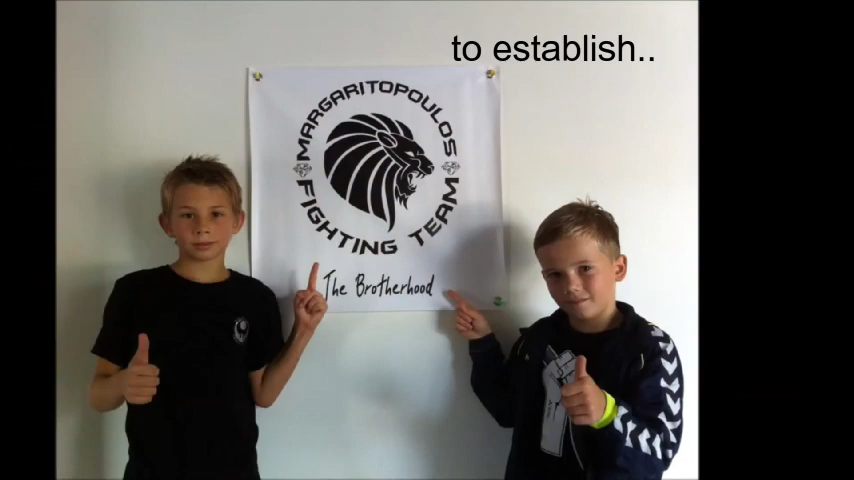 to establish..
MARGARITOPOULOS
FIGHTING TEAM
The Brotherhood